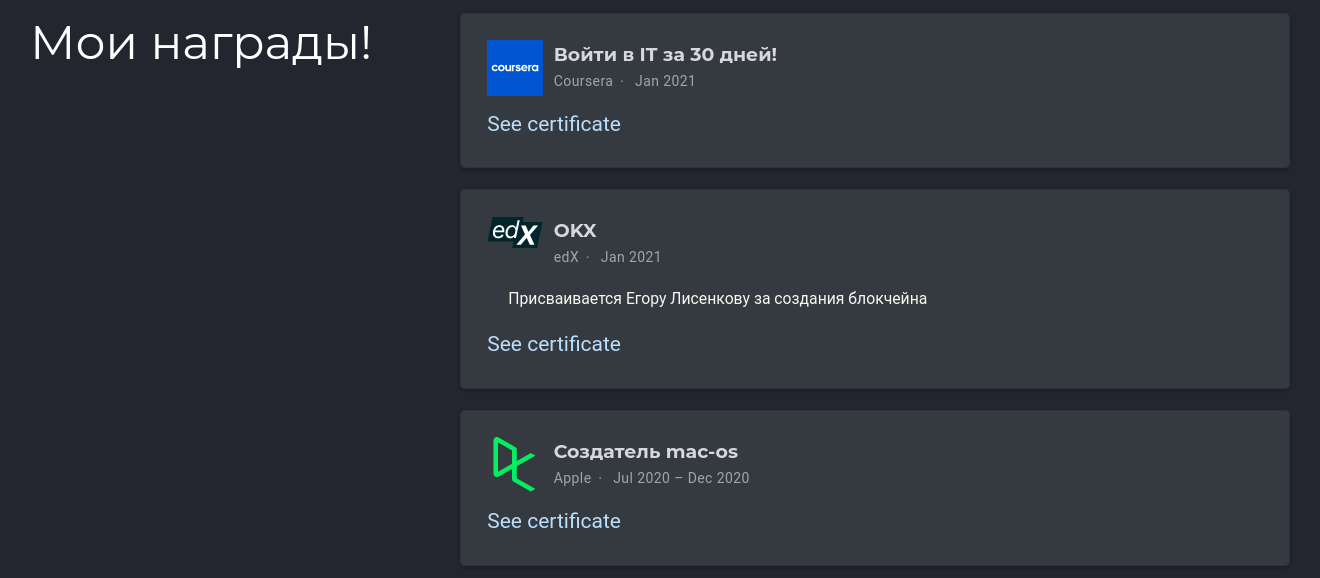 Мои награды!
coursera
Войти в IT за 30 дней!
Coursera · Jan 2021
See certificate
edX
OKX
edX · Jan 2021
Присваивается Егору Лисенкову за создания блокчейна
See certificate
Создатель mac-os
Apple · Jul 2020 – Dec 2020
See certificate